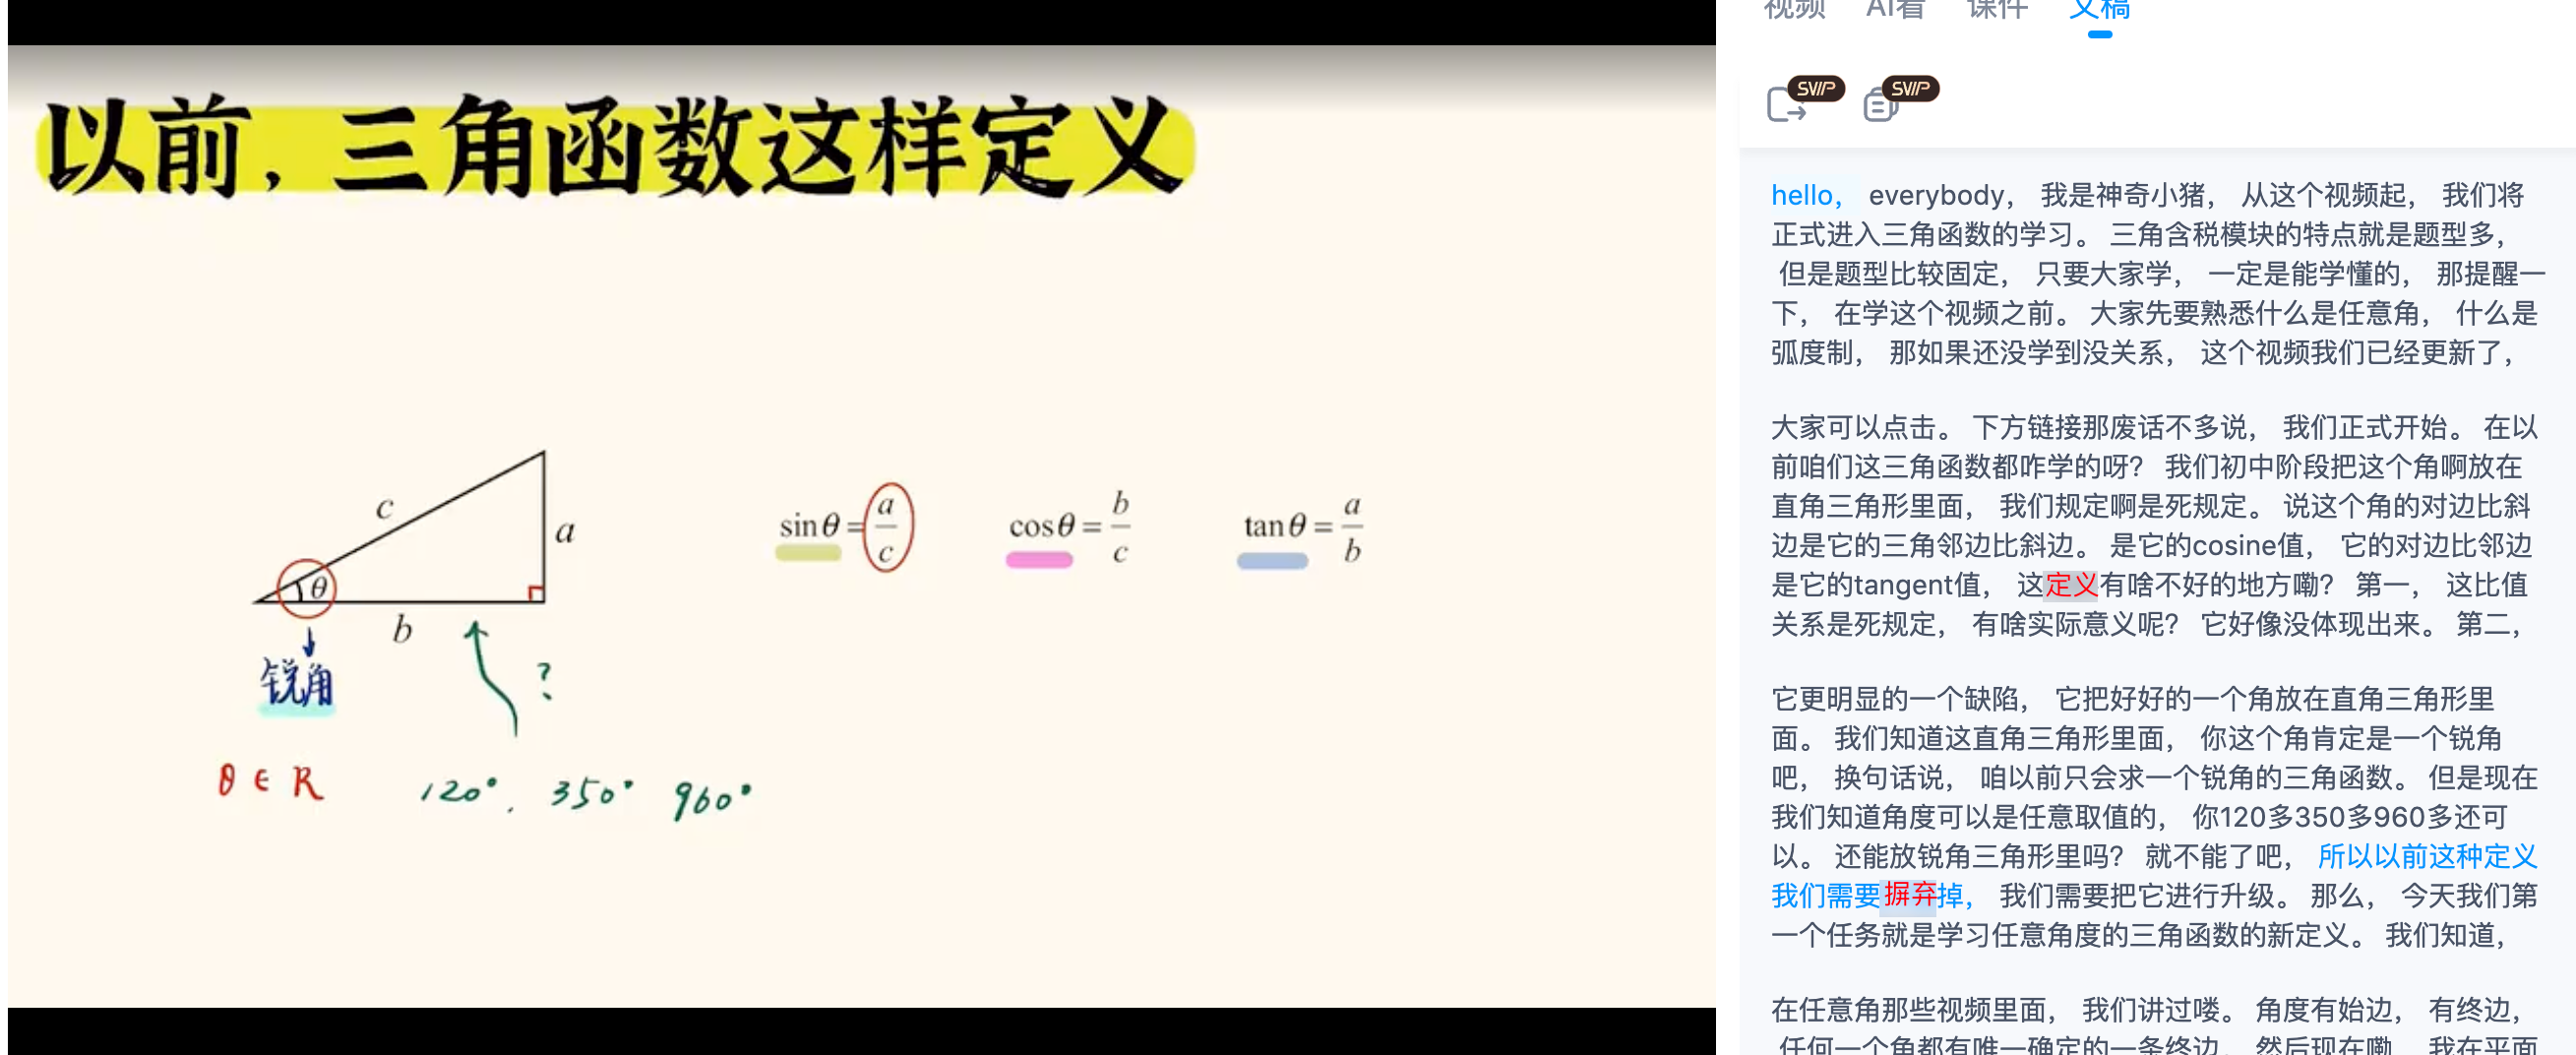 以前，三角函数这样定义
c
a
θ
b
锐角
?
sinθ = a/c
cosθ = b/c
tanθ = a/b
θ ∈ R
120°. 350° 960°
视频 AI看 课件 文稿
SVIP SVIP
hello， everybody， 我是神奇小猪， 从这个视频起， 我们将
正式进入三角函数的学习。 三角含税模块的特点就是题型多，
但是题型比较固定， 只要大家学， 一定是能学懂的， 那提醒一
下， 在学这个视频之前。 大家先要熟悉什么是任意角， 什么是
弧度制， 那如果还没学到没关系， 这个视频我们已经更新了，
大家可以点击。 下方链接那废话不多说， 我们正式开始。 在以
前咱们这三角函数都咋学的呀？ 我们初中阶段把这个角啊放在
直角三角形里面， 我们规定啊是死规定。 说这个角的对边比斜
边是它的三角邻边比斜边。 是它的cosine值， 它的对边比邻边
是它的tangent值， 这定义有啥不好的地方嘞？ 第一， 这比值
关系是死规定， 有啥实际意义呢？ 它好像没体现出来。 第二，
它更明显的一个缺陷， 它把好好的一个角放在直角三角形里
面。 我们知道这直角三角形里面， 你这个角肯定是一个锐角
吧， 换句话说， 咱以前只会求一个锐角的三角函数。 但是现在
我们知道角度可以是任意取值的， 你120多350多960多还可
以。 还能放锐角三角形里吗？ 就不能了吧， 所以以前这种定义
我们需要摒弃掉， 我们需要把它进行升级。 那么， 今天我们第
一个任务就是学习任意角度的三角函数的新定义。 我们知道，
在任意角那些视频里面， 我们讲过喽。 角度有始边， 有终边，
任何一个角都有唯一确定的一条终边， 然后现在嘞， 我在平面